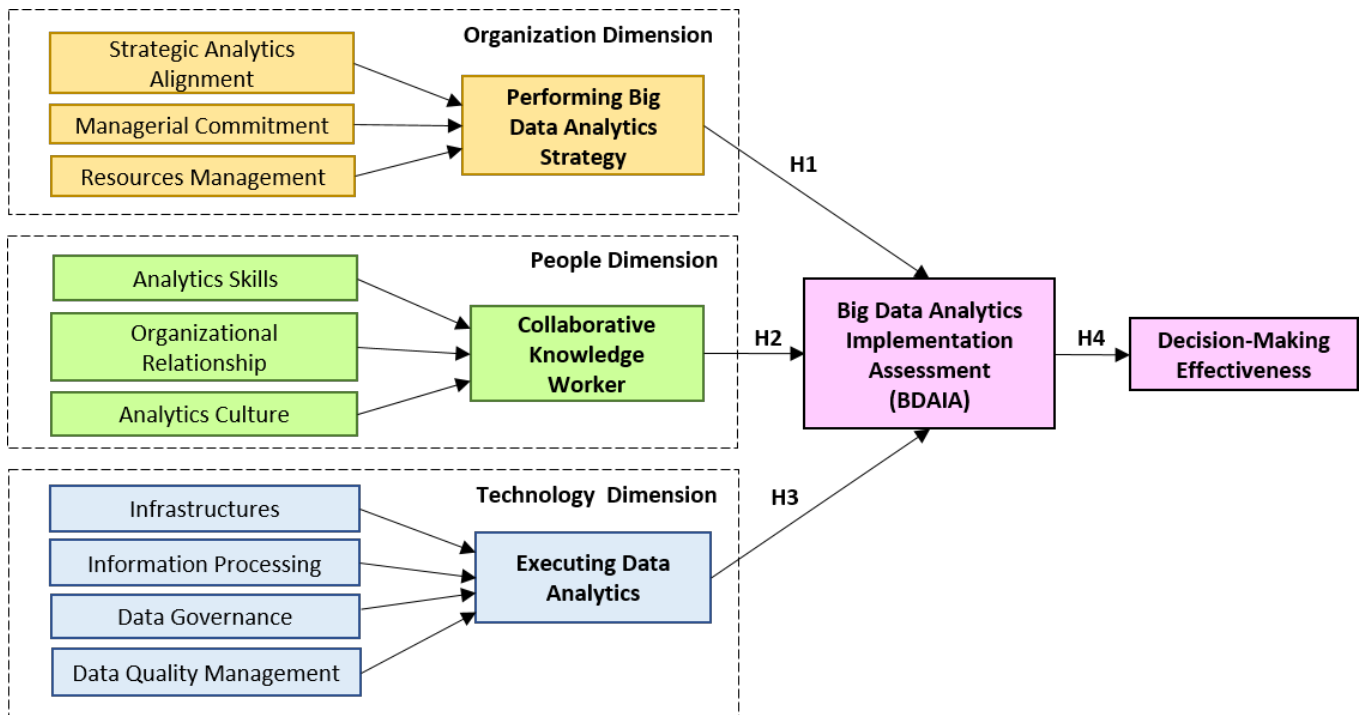 Organization Dimension
Strategic Analytics
Alignment
Managerial Commitment
Resources Management
Performing Big
Data Analytics
Strategy
H1
People Dimension
Analytics Skills
Organizational
Relationship
Analytics Culture
Collaborative
Knowledge
Worker
H2
Technology  Dimension
Infrastructures
Information Processing
Data Governance
Data Quality Management
Executing Data
Analytics
H3
Big Data Analytics
Implementation
Assessment
(BDAIA)
H4
Decision-Making
Effectiveness